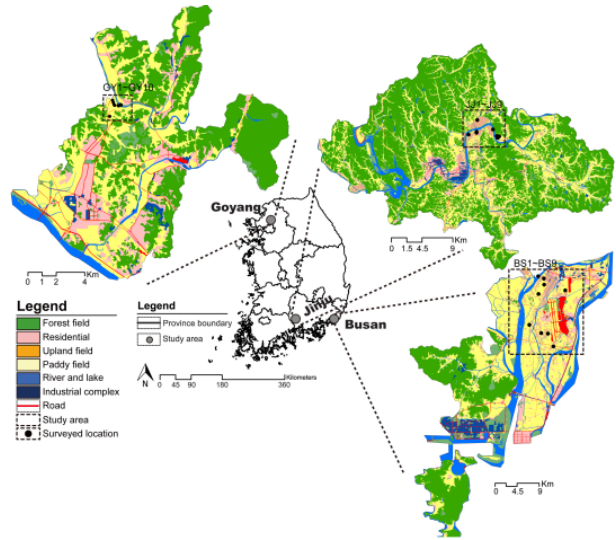 GY1~GY10
0 1 2 4
Km
Goyang
Jinju
Busan
0 1.5 4.5 9
Km
BS1~BS9
Legend
Forest field
Residential
Upland field
Paddy field
River and lake
Industrial complex
Road
Study area
Surveyed location
Legend
Province boundary
Study area
N
Kilometers
0 45 90 180 360
Km
0 4.5 9